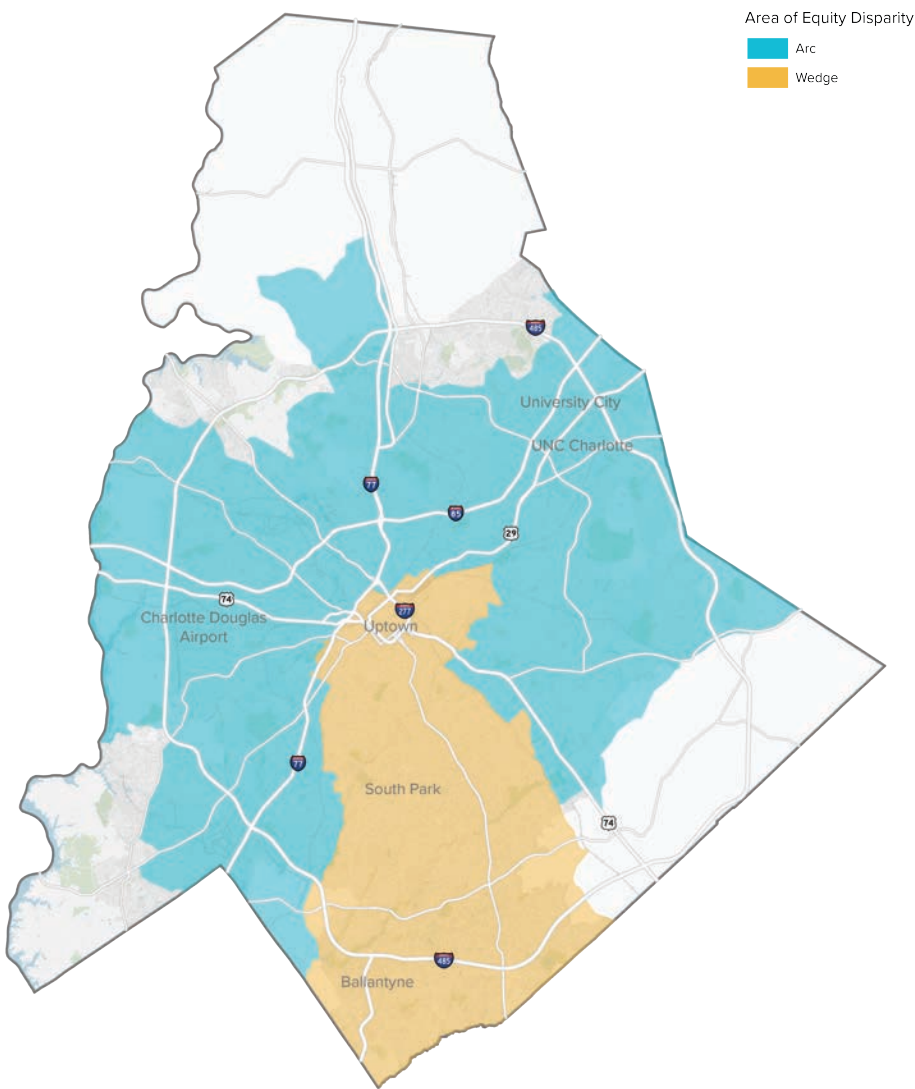 Area of Equity Disparity
Arc
Wedge
485
University City
UNC Charlotte
77
85
29
74
277
Charlotte Douglas
Airport
Uptown
77
South Park
74
485
Ballantyne